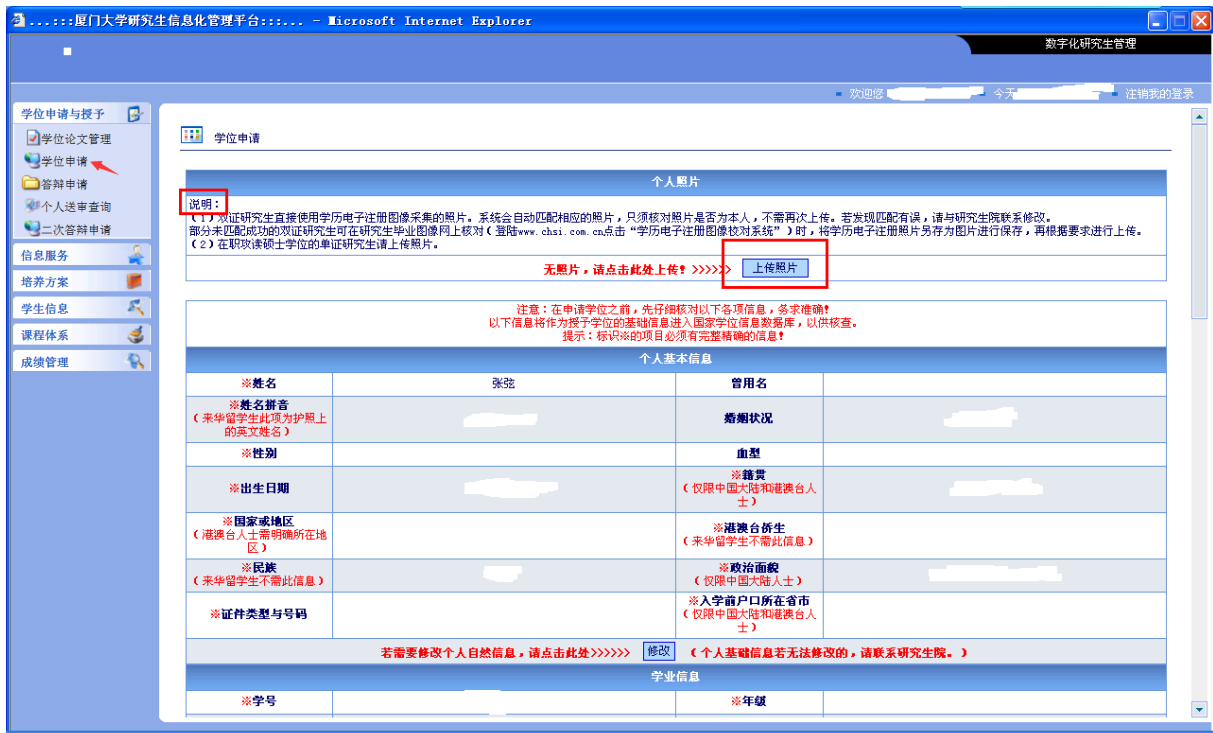 ...:::厦门大学研究生信息化管理平台:::... - Microsoft Internet Explorer
数字化研究生管理
欢迎您 今天 注销我的登录
学位申请与授予
学位论文管理
学位申请
答辩申请
个人送审查询
二次答辩申请
信息服务
培养方案
学生信息
课程体系
成绩管理
学位申请
个人照片
说明:
(1)双证研究生直接使用学历电子注册图像采集的照片。系统会自动匹配相应的照片,只须核对照片是否为本人,不需再次上传。若发现匹配有误,请与研究生院联系修改。
部分未匹配成功的双证研究生可在研究生毕业图像网上核对(登陆www.chsi.com.cn点击“学历电子注册图像校对系统”)时,将学历电子注册照片另存为图片进行保存,再根据要求进行上传。
(2)在职攻读硕士学位的单证研究生请上传照片。
无照片,请点击此处上传! >>>>>> 上传照片
注意:在申请学位之前,先仔细核对以下各项信息,务求准确!
以下信息将作为授予学位的基础信息进入国家学位信息数据库,以供核查。
提示:标识※的项目必须有完整精确的信息!
个人基本信息
※姓名 张弦 曾用名
※姓名拼音
(来华留学生此项为护照上的英文姓名)
婚姻状况
※性别 血型
※出生日期
※籍贯
(仅限中国大陆和港澳台人士)
※国家或地区
(港澳台人士需明确所在地区)
※港澳台侨生
(来华留学生不需此信息)
※民族
(来华留学生不需此信息)
※政治面貌
(仅限中国大陆人士)
※证件类型与号码
※入学前户口所在省市
(仅限中国大陆和港澳台人士)
若需要修改个人自然信息,请点击此处>>>>>> 修改 (个人基础信息若无法修改的,请联系研究生院。)
学业信息
※学号 ※年级